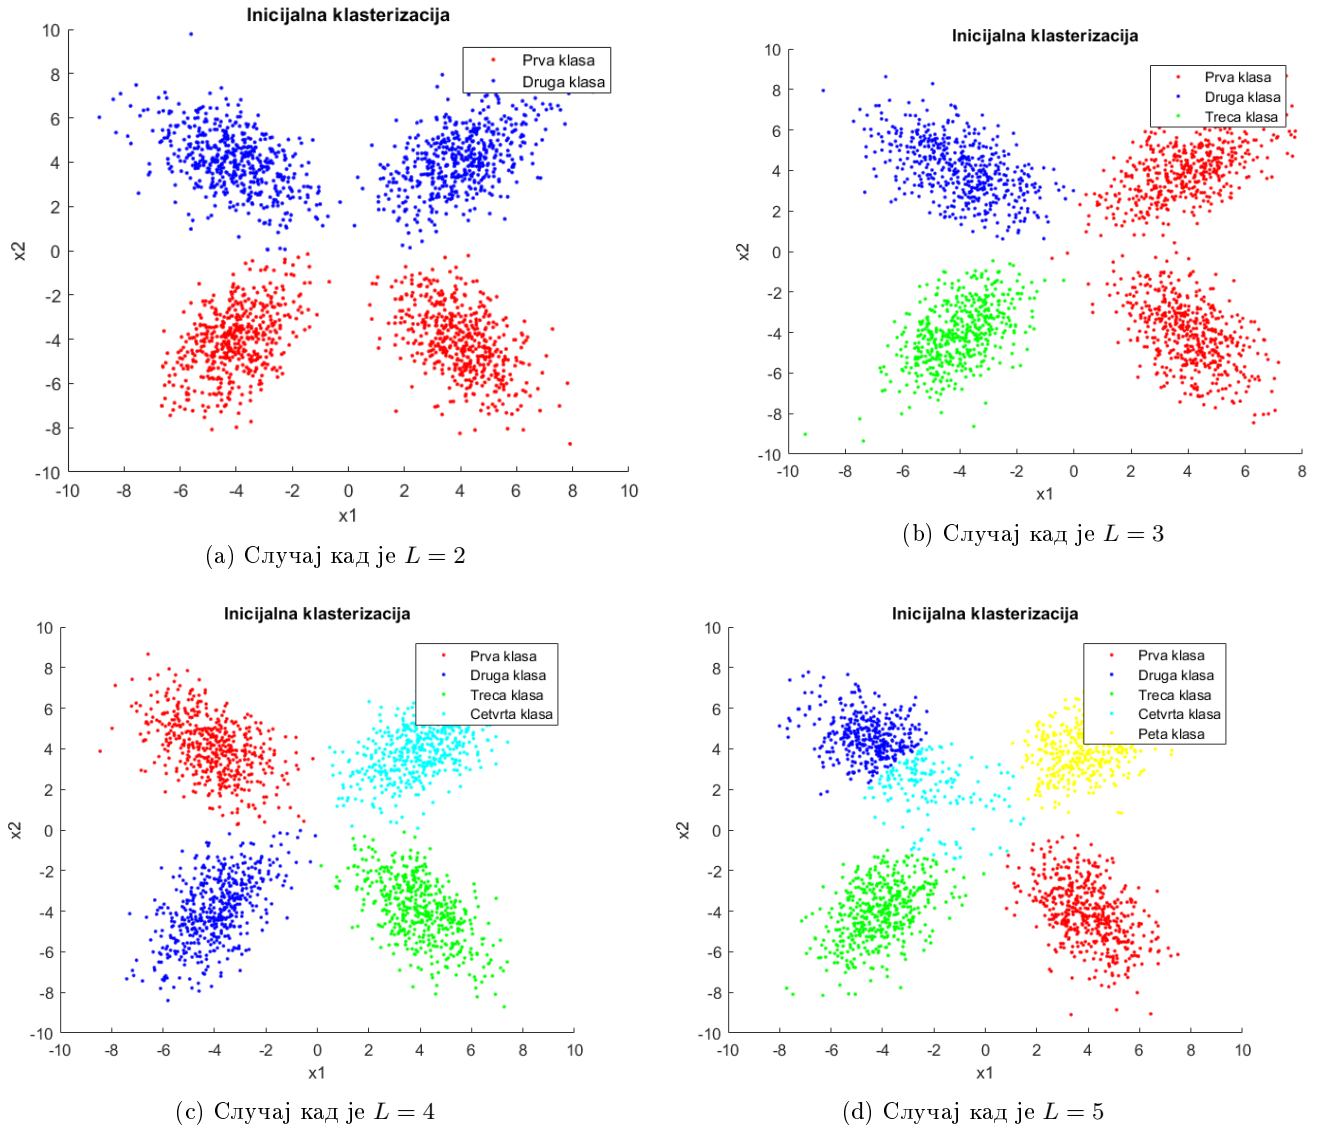 Inicijalna klasterizacija
Prva klasa
Druga klasa
10
8
6
4
2
0
-2
-4
-6
-8
-10
x2
-10 -8 -6 -4 -2 0 2 4 6 8 10
x1
(a) Случај кад је L = 2
Inicijalna klasterizacija
Prva klasa
Druga klasa
Treca klasa
10
8
6
4
2
0
-2
-4
-6
-8
-10
x2
-10 -8 -6 -4 -2 0 2 4 6 8
x1
(b) Случај кад је L = 3
Inicijalna klasterizacija
Prva klasa
Druga klasa
Treca klasa
Cetvrta klasa
10
8
6
4
2
0
-2
-4
-6
-8
-10
x2
-10 -8 -6 -4 -2 0 2 4 6 8 10
x1
(c) Случај кад је L = 4
Inicijalna klasterizacija
Prva klasa
Druga klasa
Treca klasa
Cetvrta klasa
Peta klasa
10
8
6
4
2
0
-2
-4
-6
-8
-10
x2
-10 -8 -6 -4 -2 0 2 4 6 8 10
x1
(d) Случај кад је L = 5